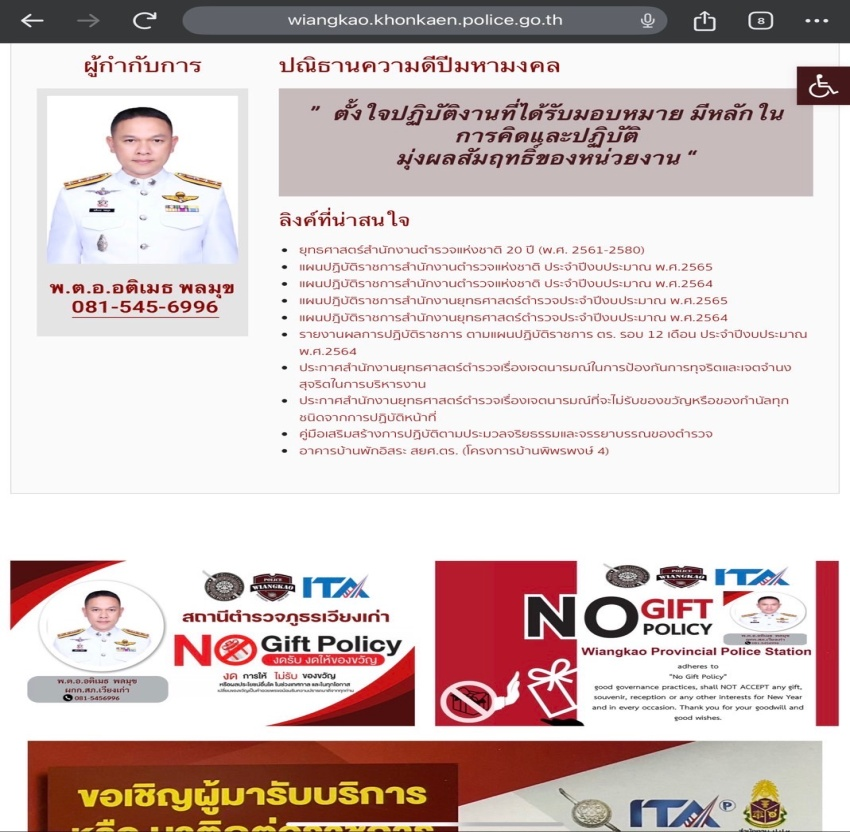 wiangkao.khonkaen.police.go.th
8
ผู้กำกับการ
พ.ต.อ.อติเมธ พลมุข
081-545-6996
ปณิธานความดีปีมหามงคล
" ตั้งใจปฏิบัติงานที่ได้รับมอบหมาย มีหลักใน
การคิดและปฏิบัติ
มุ่งผลสัมฤทธิ์ของหน่วยงาน "
ลิงค์ที่น่าสนใจ
ยุทธศาสตร์สำนักงานตำรวจแห่งชาติ 20 ปี (พ.ศ. 2561-2580)
แผนปฏิบัติราชการสำนักงานตำรวจแห่งชาติ ประจำปีงบประมาณ พ.ศ.2565
แผนปฏิบัติราชการสำนักงานตำรวจแห่งชาติ ประจำปีงบประมาณ พ.ศ.2564
แผนปฏิบัติราชการสำนักงานยุทธศาสตร์ตำรวจประจำปีงบประมาณ พ.ศ.2565
แผนปฏิบัติราชการสำนักงานยุทธศาสตร์ตำรวจประจำปีงบประมาณ พ.ศ.2564
รายงานผลการปฏิบัติราชการ ตามแผนปฏิบัติราชการ ตร. รอบ 12 เดือน ประจำปีงบประมาณ
พ.ศ.2564
ประกาศสำนักงานยุทธศาสตร์ตำรวจเรื่องเจตนารมณ์ในการป้องกันการทุจริตและเจตจำนง
สุจริตในการบริหารงาน
ประกาศสำนักงานยุทธศาสตร์ตำรวจเรื่องเจตนารมณ์ที่จะไม่รับของขวัญหรือของกำนัลทุก
ชนิดจากการปฏิบัติหน้าที่
คู่มือเสริมสร้างการปฏิบัติตามประมวลจริยธรรมและจรรยาบรรณของตำรวจ
อาคารบ้านพักอิสระ สยศ.ตร. (โครงการบ้านพิพรพงษ์ 4)
POLICE
WIANGKAO
ITA
สถานีตำรวจภูธรเวียงเก่า
NO Gift Policy
งดรับ งดให้ของขวัญ
งด การให้ ไม่รับ ของขวัญ
พ.ต.อ.อติเมธ พลมุข
ผกก.สภ.เวียงเก่า
081-5456996
POLICE
WIANGKAO
ITA
NO GIFT
POLICY
Wiangkao Provincial Police Station
adheres to
"No Gift Policy"
good governance practices, shall NOT ACCEPT any gift,
souvenir, reception or any other interests for New Year
and in every occasion. Thank you for your goodwill and
good wishes.
ขอเชิญผู้มารับบริการ
หรือ มาติดต่อราชการ
ITA P